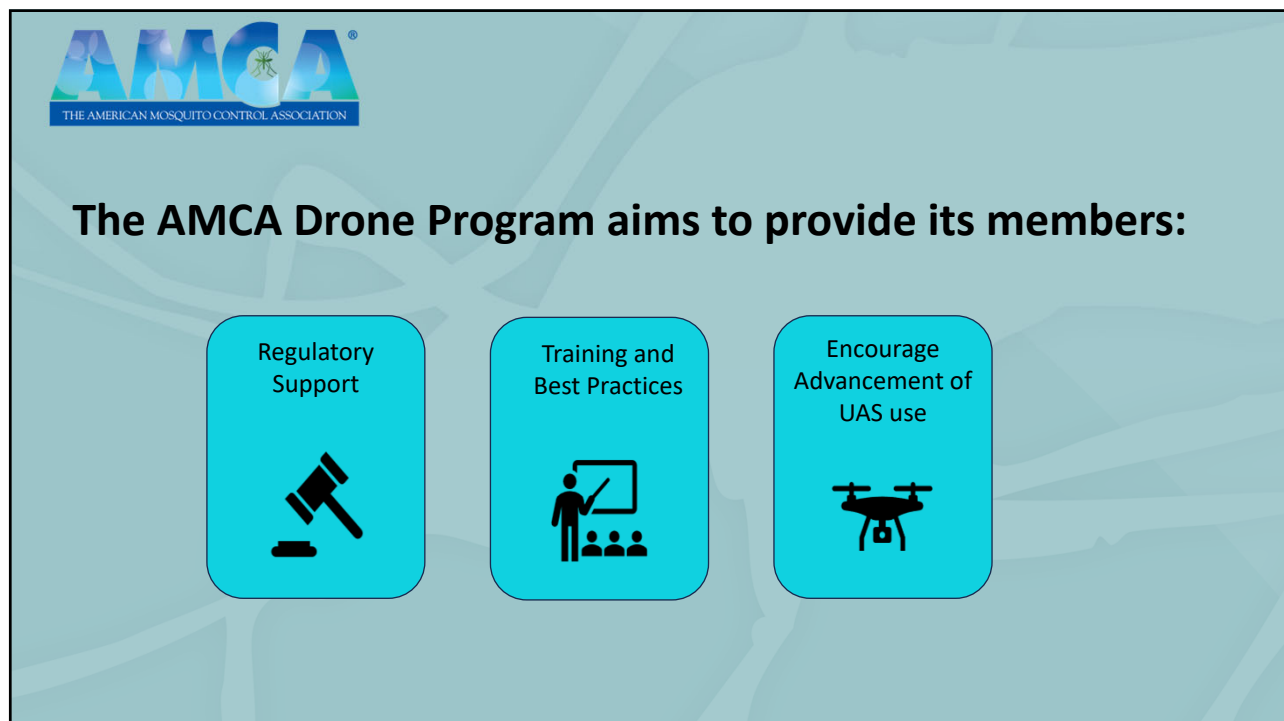 AMCA®
THE AMERICAN MOSQUITO CONTROL ASSOCIATION
The AMCA Drone Program aims to provide its members:
Regulatory
Support
Training and
Best Practices
Encourage
Advancement of
UAS use